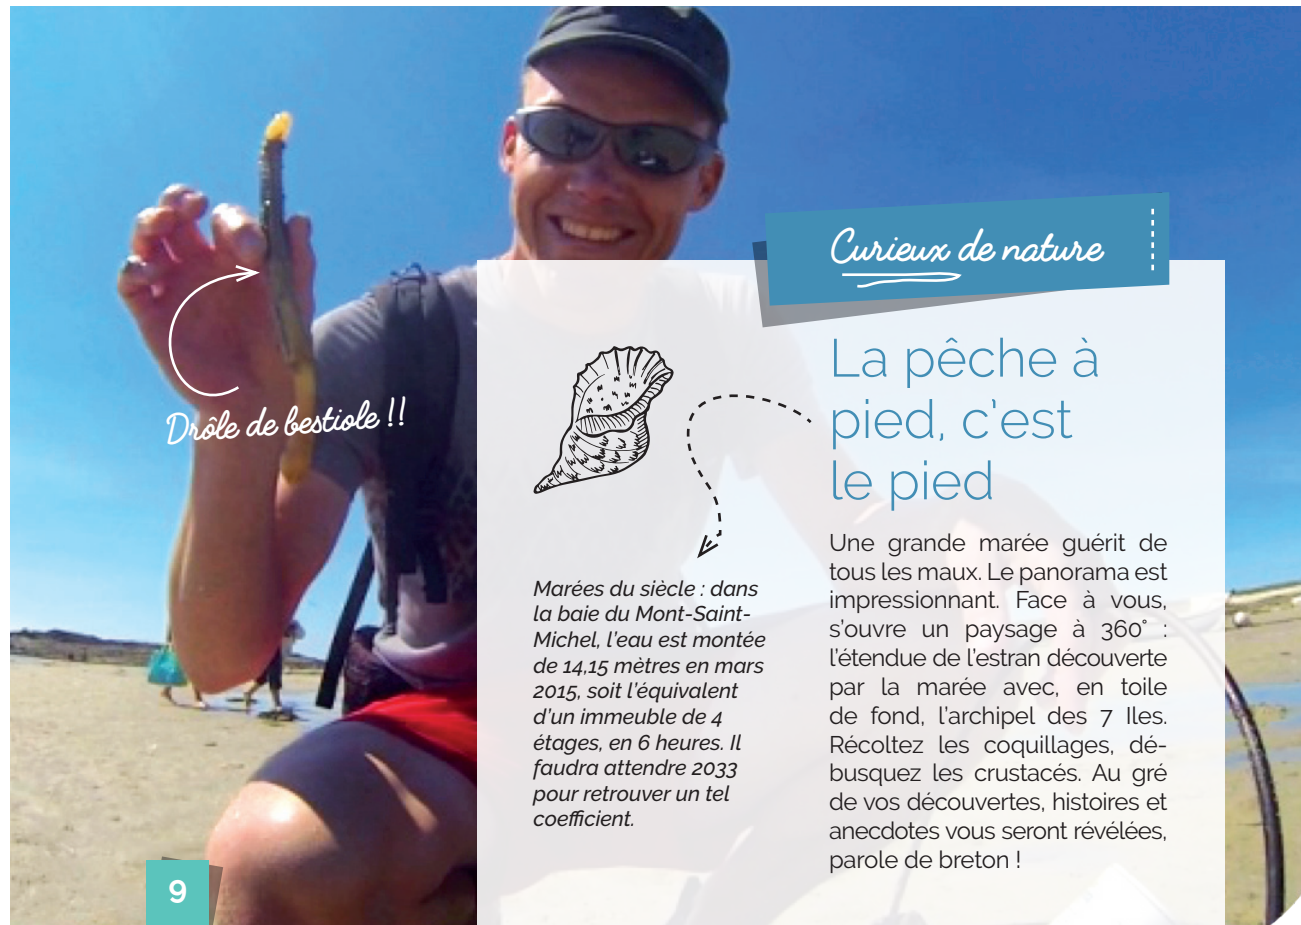 Drôle de bestiole !!
Curieux de nature
La pêche à
pied, c'est
le pied
Une grande marée guérit de
tous les maux. Le panorama est
impressionnant. Face à vous,
s'ouvre un paysage à 360° :
l'étendue de l'estran découverte
par la marée avec, en toile
de fond, l'archipel des 7 Iles.
Récoltez les coquillages, dé-
busquez les crustacés. Au gré
de vos découvertes, histoires et
anecdotes vous seront révélées,
parole de breton !
Marées du siècle : dans
la baie du Mont-Saint-
Michel, l'eau est montée
de 14,15 mètres en mars
2015, soit l'équivalent
d'un immeuble de 4
étages, en 6 heures. Il
faudra attendre 2033
pour retrouver un tel
coefficient.
9